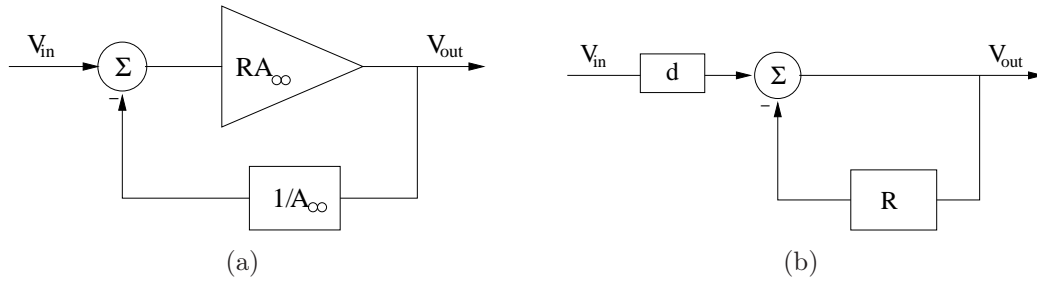 V_in
Σ
−
RA_∞
V_out
1/A_∞
(a)
V_in
d
Σ
−
V_out
R
(b)